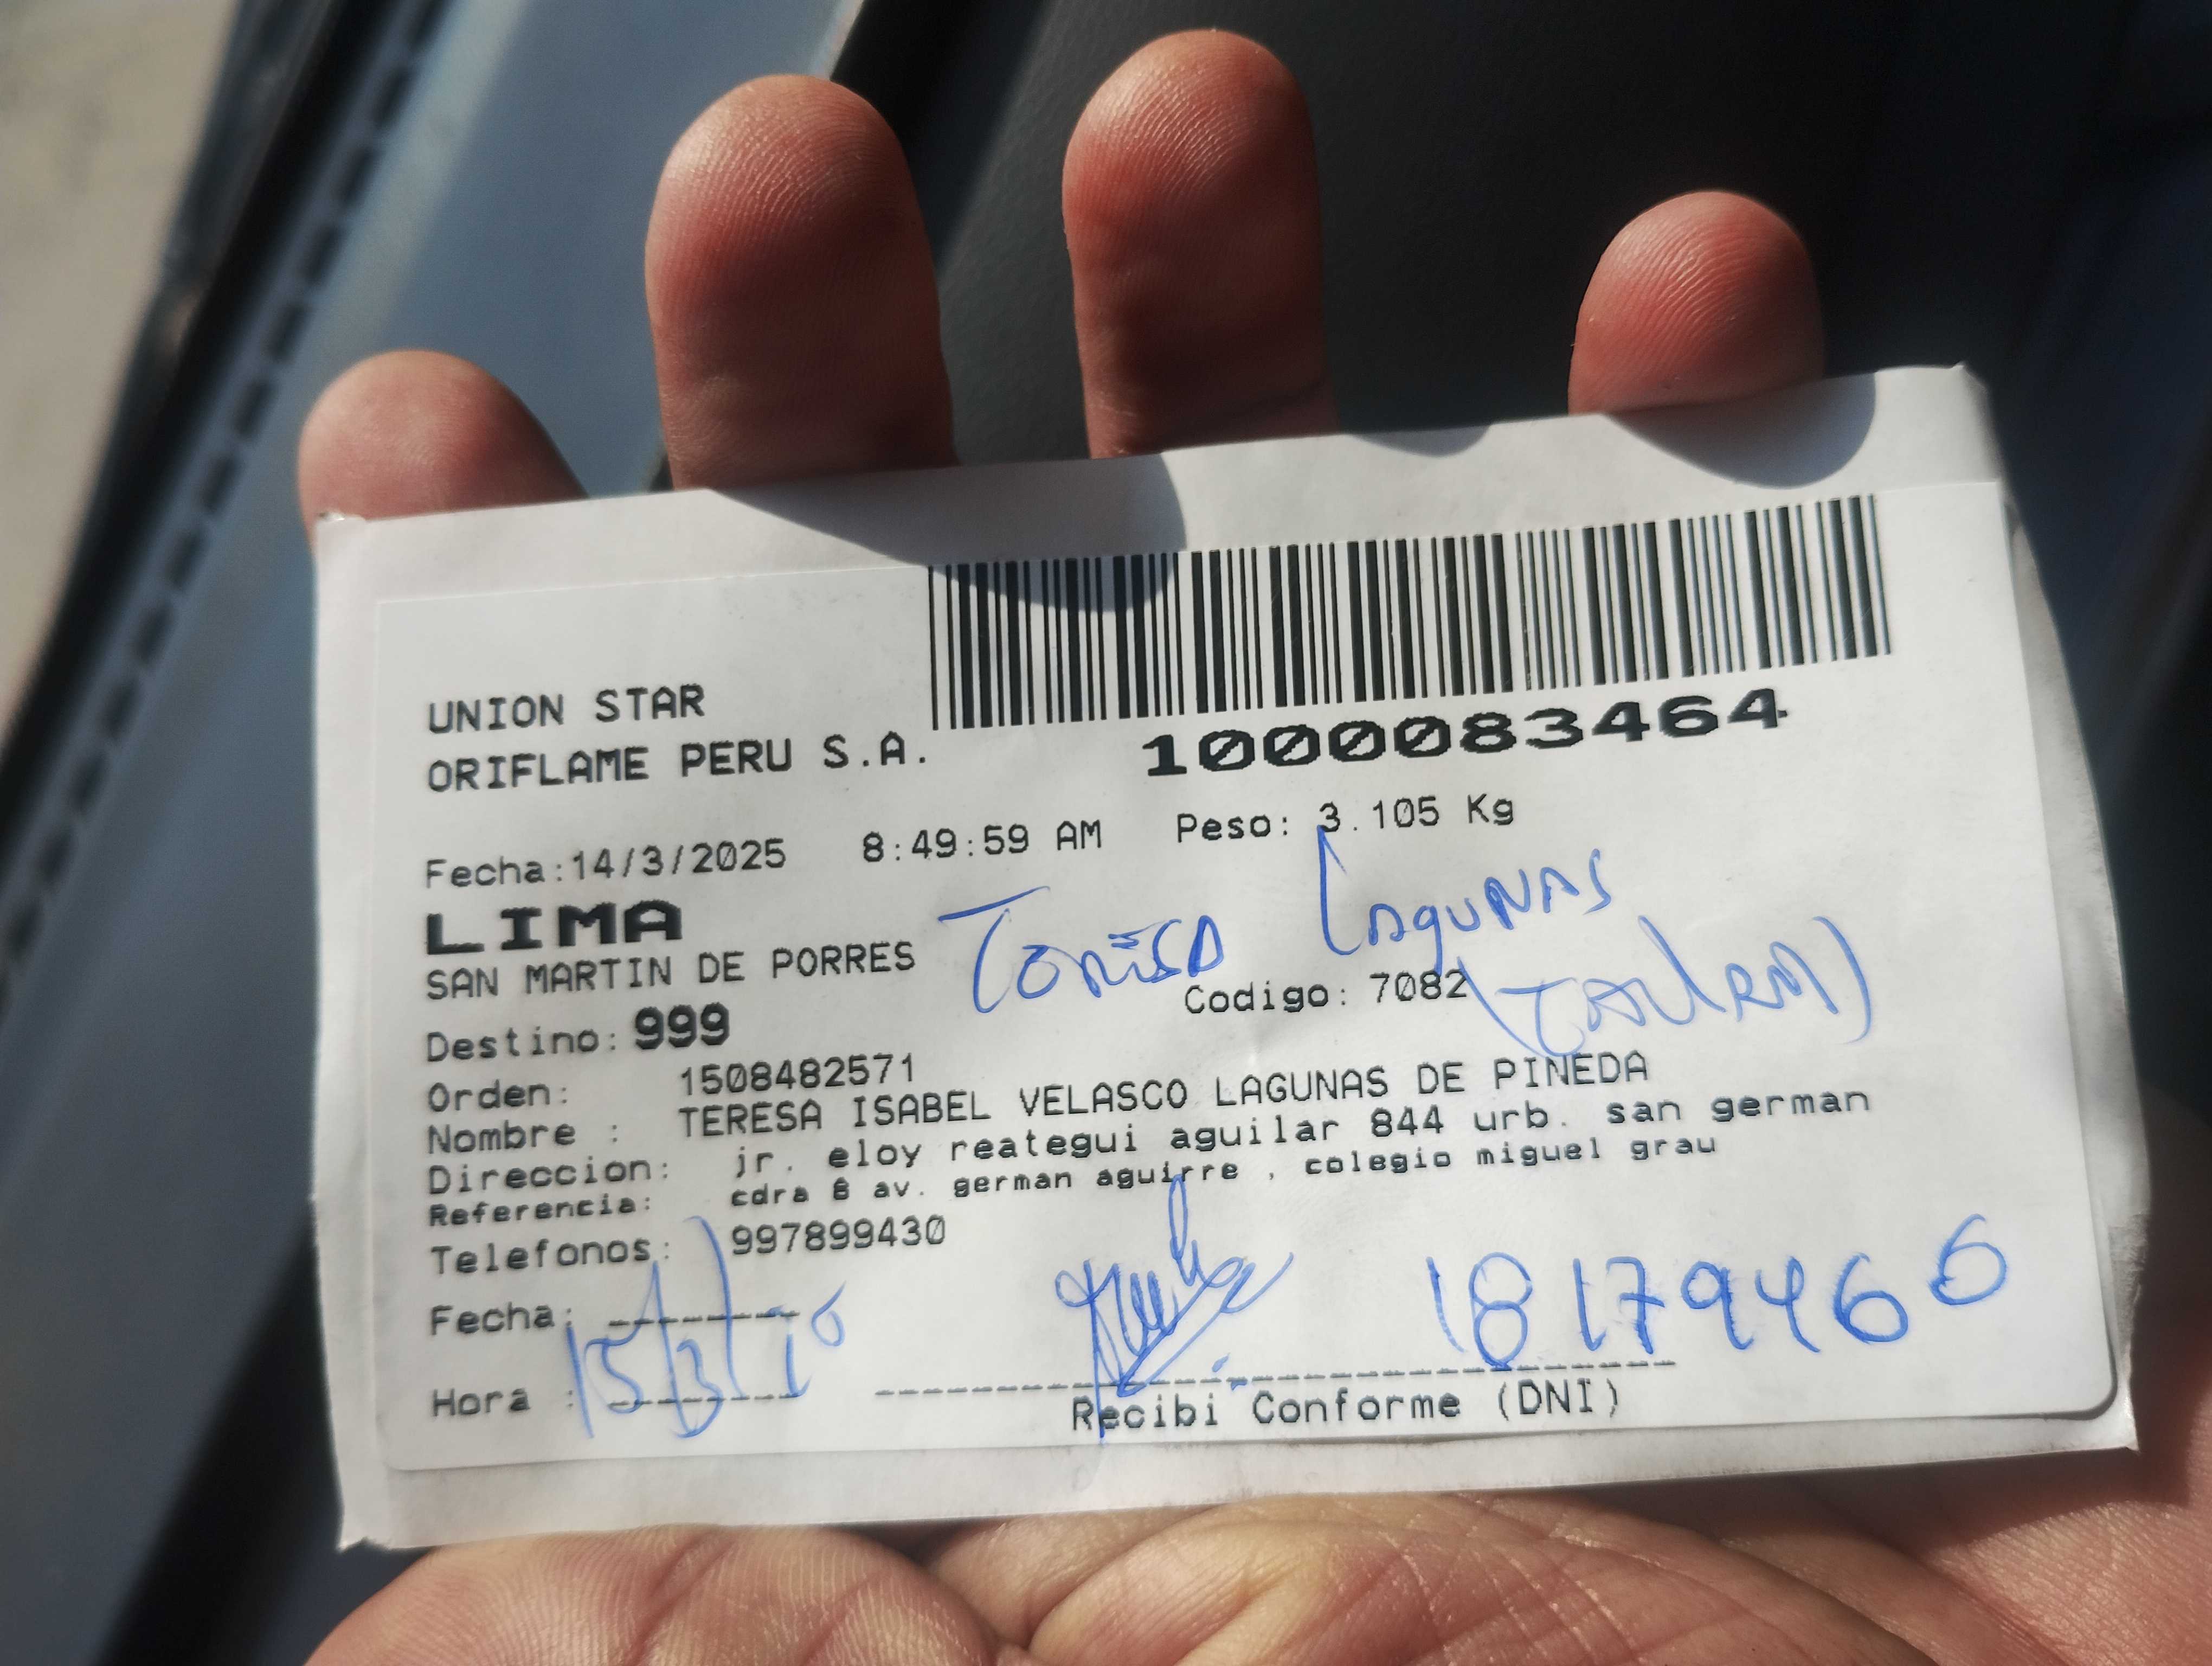 UNION STAR
ORIFLAME PERU S.A.
1000083464
Fecha:14/3/2025 8:49:59 AM Peso: 3.105 Kg
LIMA
SAN MARTIN DE PORRES
LAGUNAS
Destino: 999 Codigo: 7082
Orden: 1508482571
Nombre : TERESA ISABEL VELASCO LAGUNAS DE PINEDA
Direccion: jr. eloy reategui aguilar 844 urb. san german
Referencia: cdra 8 av. german aguirre , colegio miguel grau
Telefonos: 997899430
Fecha:
Hora : 15/3/
18179466
Recibi Conforme (DNI)